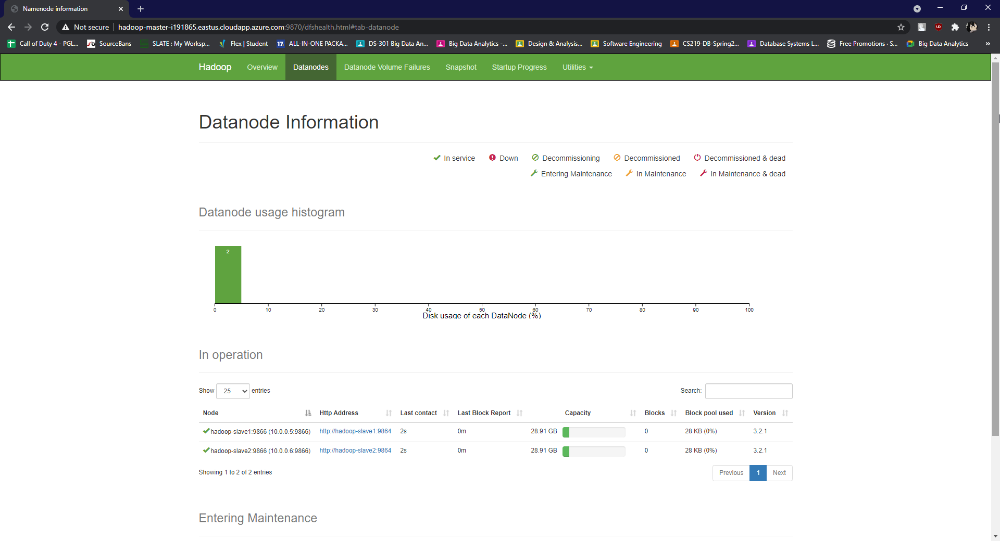 Namenode information
Not secure hadoop-master-i191865.eastus.cloudapp.azure.com:9870/dfshealth.html#tab-datanode
Call of Duty 4 - PGL... SourceBans SLATE : My Worksp... Flex | Student 17. ALL-IN-ONE PACKA... DS-301 Big Data An... Big Data Analytics -... Design & Analysis... Software Engineering CS219-DB-Spring2... Database Systems L... Free Promotions · S... Big Data Analytics »
Hadoop Overview Datanodes Datanode Volume Failures Snapshot Startup Progress Utilities
Datanode Information
In service Down Decommissioning Decommissioned Decommissioned & dead
Entering Maintenance In Maintenance In Maintenance & dead
Datanode usage histogram
2
0 10 20 30 40 50 60 70 80 90 100
Disk usage of each DataNode (%)
In operation
Show 25 entries Search:
Node Http Address Last contact Last Block Report Capacity Blocks Block pool used Version
hadoop-slave1:9866 (10.0.0.5:9866) http://hadoop-slave1:9864 2s 0m 28.91 GB 0 28 KB (0%) 3.2.1
hadoop-slave2:9866 (10.0.0.6:9866) http://hadoop-slave2:9864 2s 0m 28.91 GB 0 28 KB (0%) 3.2.1
Showing 1 to 2 of 2 entries Previous 1 Next
Entering Maintenance